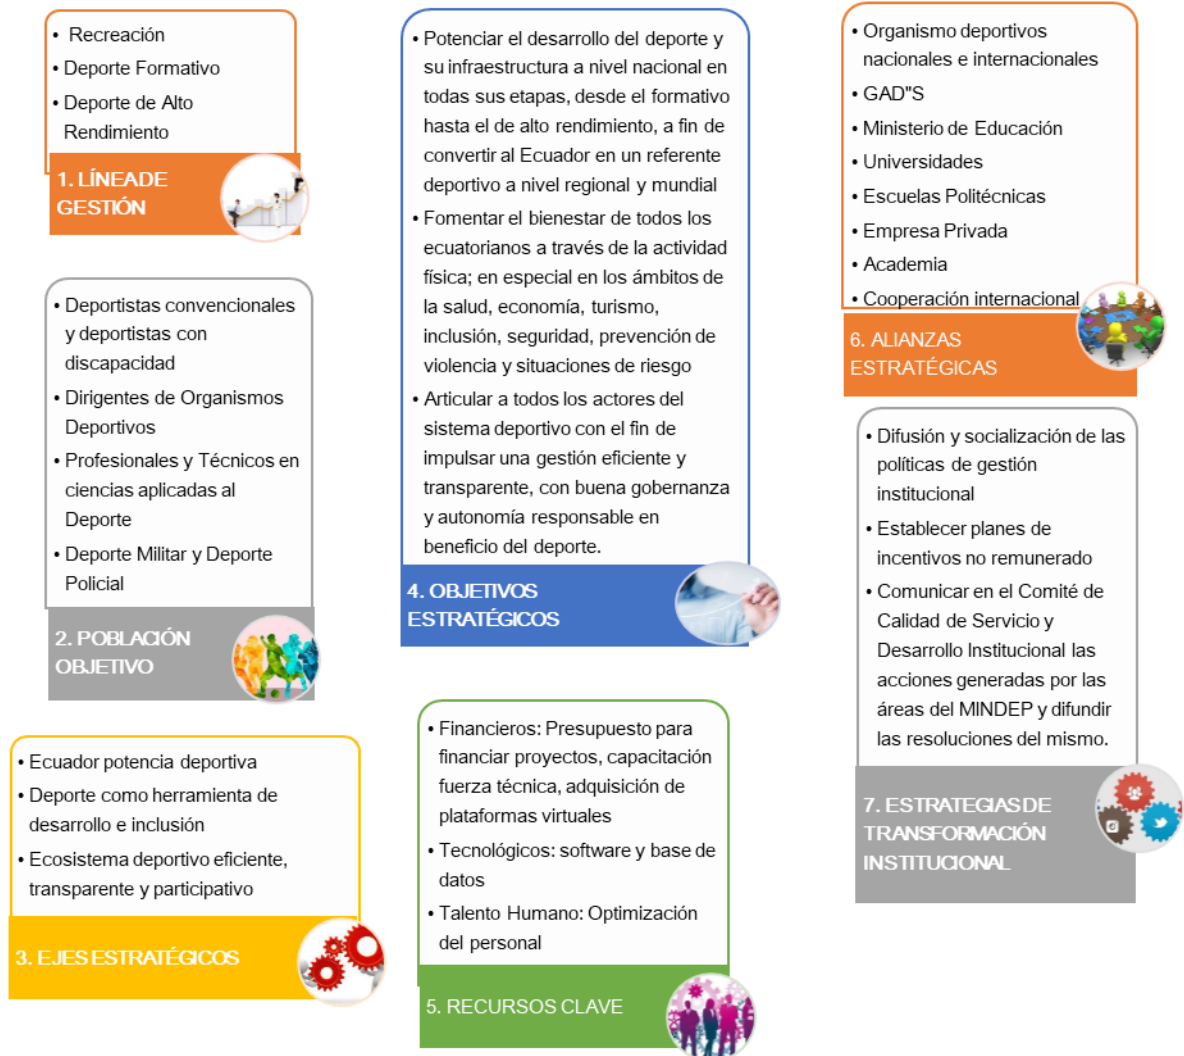 • Recreación
• Deporte Formativo
• Deporte de Alto
Rendimiento
1. LÍNEADE
GESTIÓN
• Deportistas convencionales
y deportistas con
discapacidad
• Dirigentes de Organismos
Deportivos
• Profesionales y Técnicos en
ciencias aplicadas al
Deporte
• Deporte Militar y Deporte
Policial
2. POBLACIÓN
OBJETIVO
• Ecuador potencia deportiva
• Deporte como herramienta de
desarrollo e inclusión
• Ecosistema deportivo eficiente,
transparente y participativo
3. EJES ESTRATÉGICOS
• Potenciar el desarrollo del deporte y
su infraestructura a nivel nacional en
todas sus etapas, desde el formativo
hasta el de alto rendimiento, a fin de
convertir al Ecuador en un referente
deportivo a nivel regional y mundial
• Fomentar el bienestar de todos los
ecuatorianos a través de la actividad
física; en especial en los ámbitos de
la salud, economía, turismo,
inclusión, seguridad, prevención de
violencia y situaciones de riesgo
• Articular a todos los actores del
sistema deportivo con el fin de
impulsar una gestión eficiente y
transparente, con buena gobernanza
y autonomía responsable en
beneficio del deporte.
4. OBJETIVOS
ESTRATÉGICOS
• Financieros: Presupuesto para
financiar proyectos, capacitación
fuerza técnica, adquisición de
plataformas virtuales
• Tecnológicos: software y base de
datos
• Talento Humano: Optimización
del personal
5. RECURSOS CLAVE
• Organismo deportivos
nacionales e internacionales
• GAD"S
• Ministerio de Educación
• Universidades
• Escuelas Politécnicas
• Empresa Privada
• Academia
• Cooperación internacional
6. ALIANZAS
ESTRATÉGICAS
• Difusión y socialización de las
políticas de gestión
institucional
• Establecer planes de
incentivos no remunerado
• Comunicar en el Comité de
Calidad de Servicio y
Desarrollo Institucional las
acciones generadas por las
áreas del MINDEP y difundir
las resoluciones del mismo.
7. ESTRATEGIAS DE
TRANSFORMACIÓN
INSTITUCIONAL